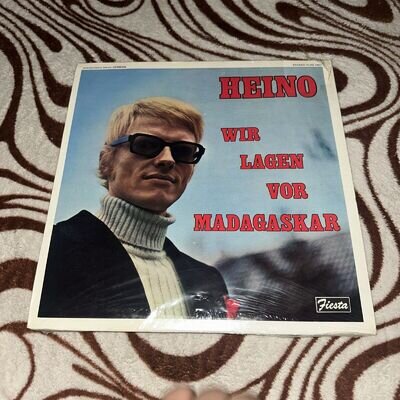 HEINO
WIR
LAGEN
VOR
MADAGASKAR
Fiesta